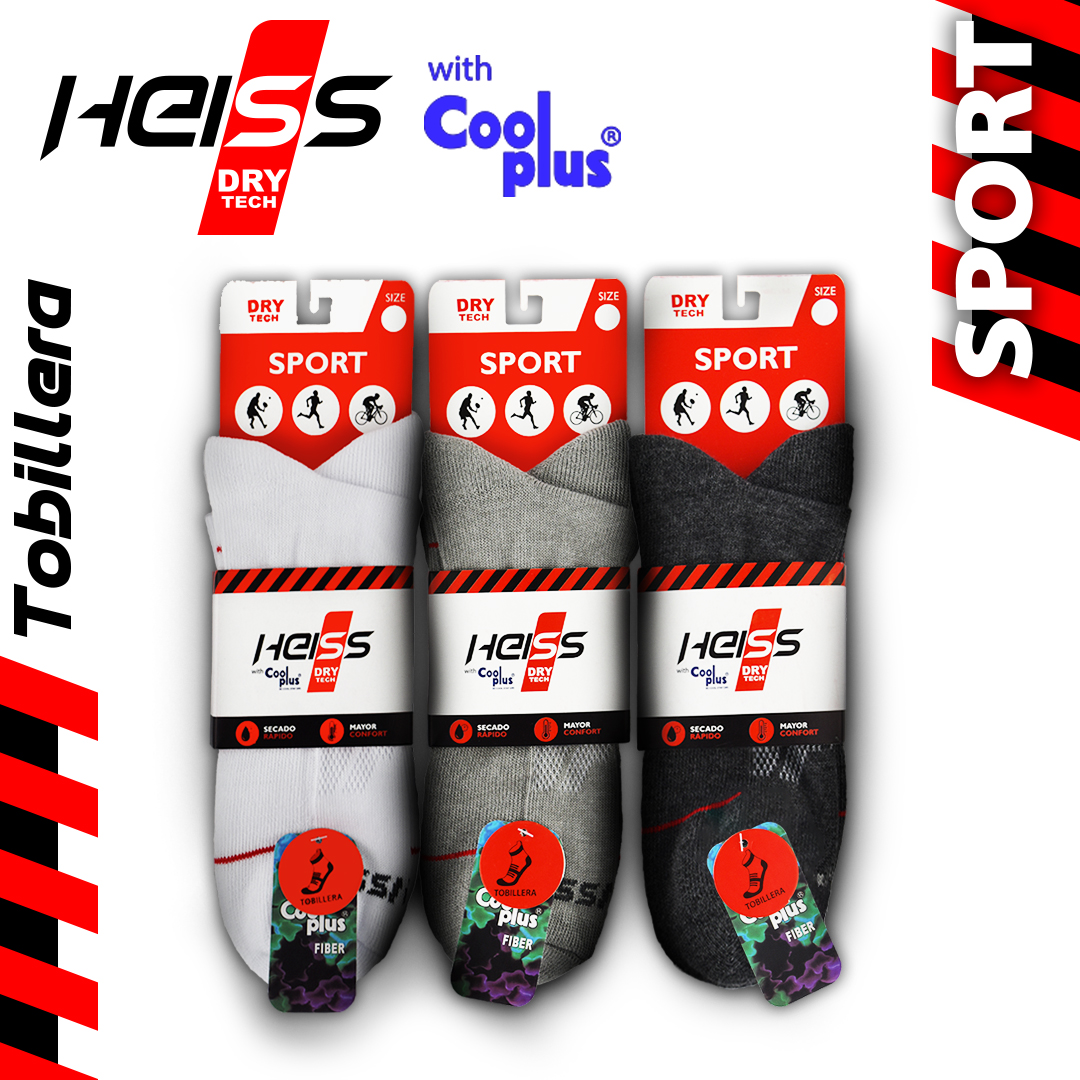 HEISS
DRY
TECH
with
Cool
plus®
SPORT
Tobillera
DRY
TECH
SIZE
SPORT
DRY
TECH
SIZE
SPORT
DRY
TECH
SIZE
SPORT
HEISS
with Cool
plus®
DRY
TECH
SECADO
RAPIDO
MAYOR
CONFORT
HEISS
with Cool
plus®
DRY
TECH
SECADO
RAPIDO
MAYOR
CONFORT
HEISS
with Cool
plus®
DRY
TECH
SECADO
RAPIDO
MAYOR
CONFORT
TOBILLERA
Cool
plus®
FIBER
TOBILLERA
Cool
plus®
FIBER
TOBILLERA
Cool
plus®
FIBER